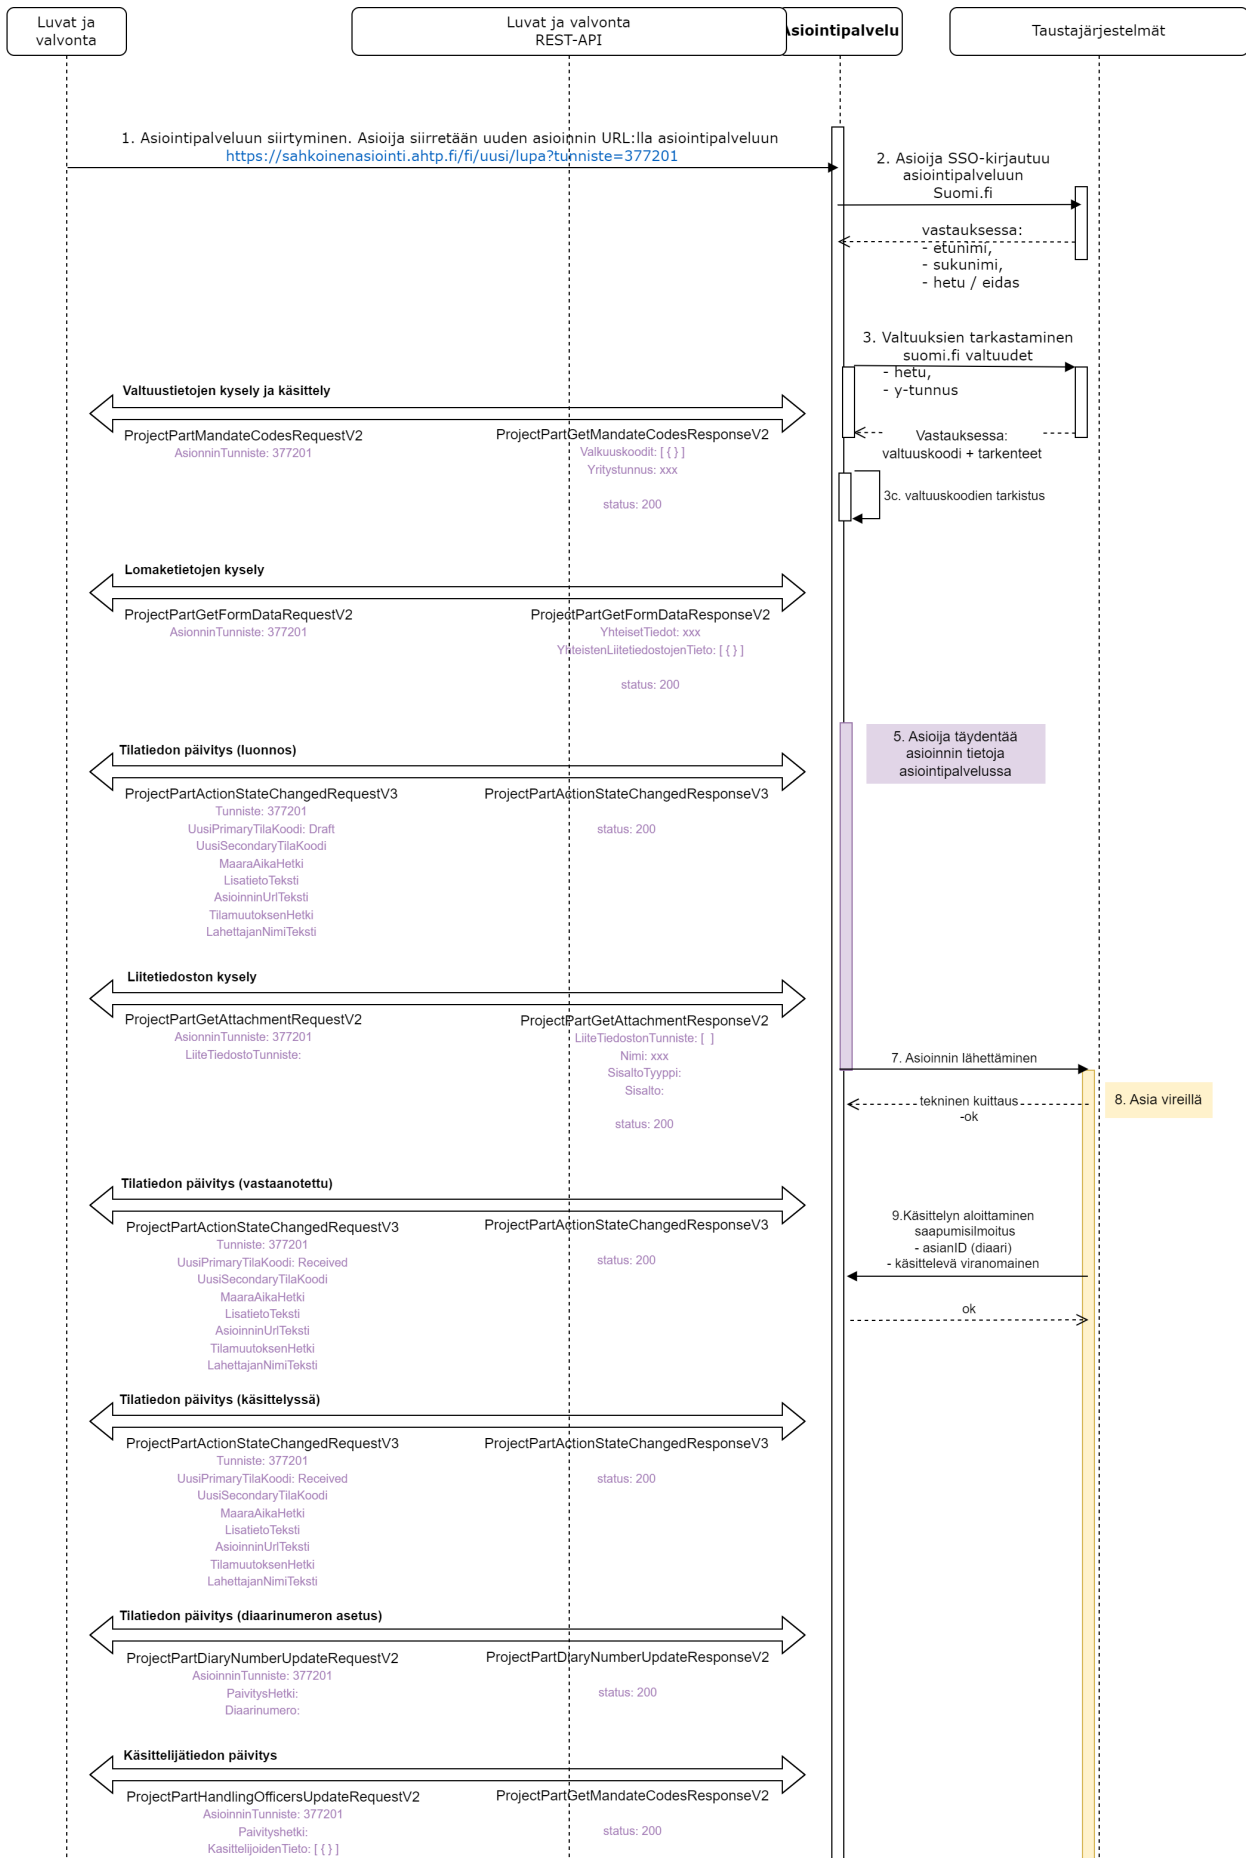 Luvat ja
valvonta
Luvat ja valvonta
REST-API
Asiointipalvelu
Taustajärjestelmät
1. Asiointipalveluun siirtyminen. Asioija siirretään uuden asioinnin URL:lla asiointipalveluun
https://sahkoinenasiointi.ahtp.fi/fi/uusi/lupa?tunniste=377201
2. Asioija SSO-kirjautuu
asiointipalveluun
Suomi.fi
vastauksessa:
- etunimi,
- sukunimi,
- hetu / eidas
3. Valtuuksien tarkastaminen
suomi.fi valtuudet
- hetu,
- y-tunnus
Valtuustietojen kysely ja käsittely
ProjectPartMandateCodesRequestV2
AsionninTunniste: 377201
ProjectPartGetMandateCodesResponseV2
Valkuuskoodit: [ { } ]
Yritystunnus: xxx
status: 200
Vastauksessa:
valtuuskoodi + tarkenteet
3c. valtuuskoodien tarkistus
Lomaketietojen kysely
ProjectPartGetFormDataRequestV2
AsionninTunniste: 377201
ProjectPartGetFormDataResponseV2
YhteisetTiedot: xxx
YhteistenLiitetiedostojenTieto: [ { } ]
status: 200
5. Asioija täydentää
asioinnin tietoja
asiointipalvelussa
Tilatiedon päivitys (luonnos)
ProjectPartActionStateChangedRequestV3
Tunniste: 377201
UusiPrimaryTilaKoodi: Draft
UusiSecondaryTilaKoodi
MaaraAikaHetki
LisatietoTeksti
AsioinninUrlTeksti
TilamuutoksenHetki
LahettajanNimiTeksti
ProjectPartActionStateChangedResponseV3
status: 200
Liitetiedoston kysely
ProjectPartGetAttachmentRequestV2
AsionninTunniste: 377201
LiiteTiedostoTunniste:
ProjectPartGetAttachmentResponseV2
LiiteTiedostonTunniste: [  ]
Nimi: xxx
SisaltoTyyppi:
Sisalto:
status: 200
7. Asioinnin lähettäminen
tekninen kuittaus
-ok
8. Asia vireillä
Tilatiedon päivitys (vastaanotettu)
ProjectPartActionStateChangedRequestV3
Tunniste: 377201
UusiPrimaryTilaKoodi: Received
UusiSecondaryTilaKoodi
MaaraAikaHetki
LisatietoTeksti
AsioinninUrlTeksti
TilamuutoksenHetki
LahettajanNimiTeksti
ProjectPartActionStateChangedResponseV3
status: 200
9.Käsittelyn aloittaminen
saapumisilmoitus
- asianID (diaari)
- käsittelevä viranomainen
ok
Tilatiedon päivitys (käsittelyssä)
ProjectPartActionStateChangedRequestV3
Tunniste: 377201
UusiPrimaryTilaKoodi: Received
UusiSecondaryTilaKoodi
MaaraAikaHetki
LisatietoTeksti
AsioinninUrlTeksti
TilamuutoksenHetki
LahettajanNimiTeksti
ProjectPartActionStateChangedResponseV3
status: 200
Tilatiedon päivitys (diaarinumeron asetus)
ProjectPartDiaryNumberUpdateRequestV2
AsioinninTunniste: 377201
PaivitysHetki:
Diaarinumero:
ProjectPartDIaryNumberUpdateResponseV2
status: 200
Käsittelijätiedon päivitys
ProjectPartHandlingOfficersUpdateRequestV2
AsioinninTunniste: 377201
Paivityshetki:
KasittelijoidenTieto: [ { } ]
ProjectPartGetMandateCodesResponseV2
status: 200